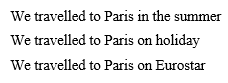 We travelled to Paris in the summer
We travelled to Paris on holiday
We travelled to Paris on Eurostar